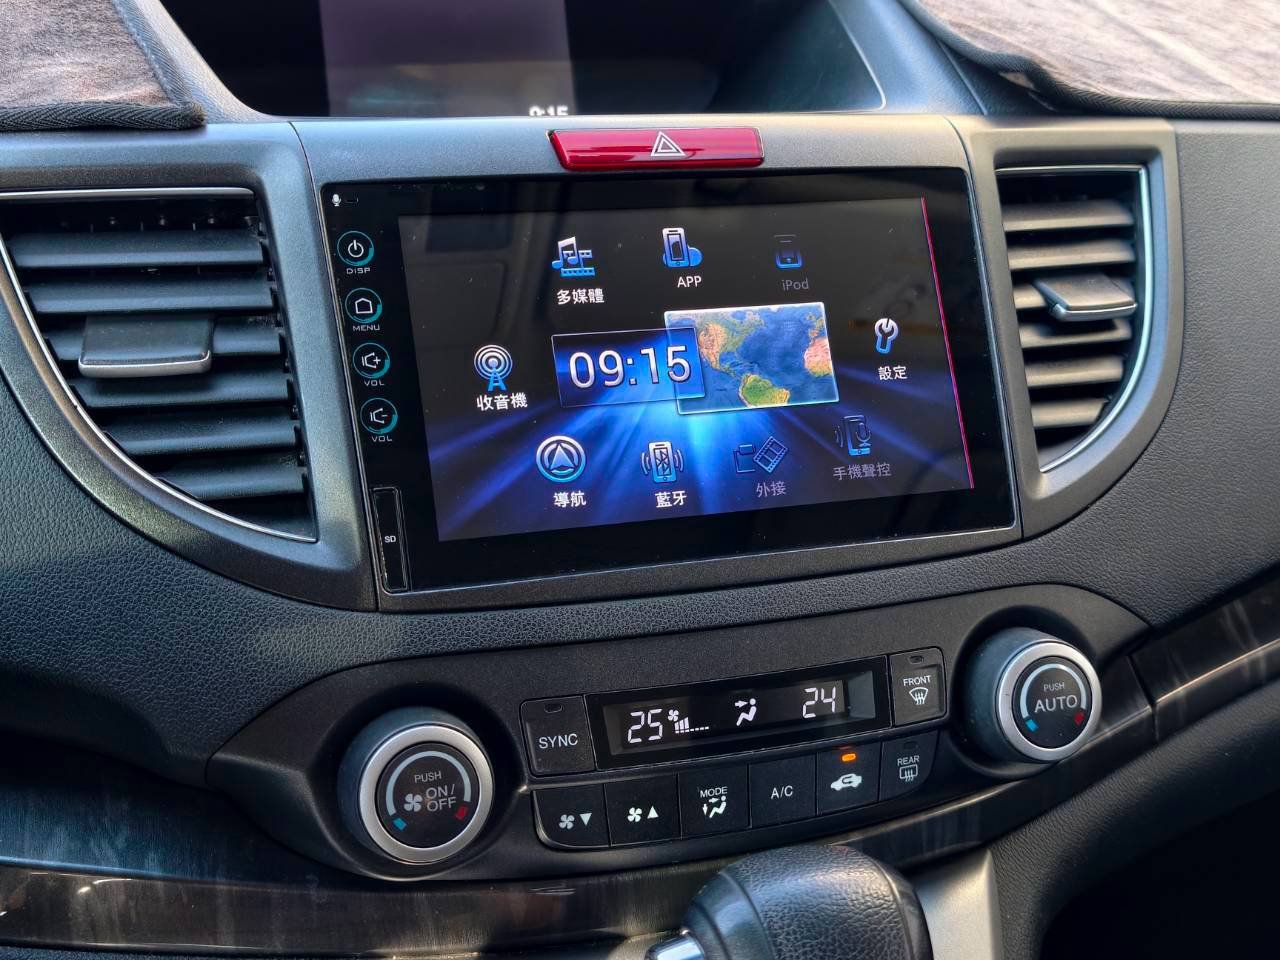 9:15
DISP
MENU
VOL
VOL
SD
多媒體
APP
iPod
09:15
收音機
設定
導航
藍牙
外接
手機聲控
PUSH
ON/
OFF
SYNC
25
24
FRONT
PUSH
AUTO
MODE
A/C
REAR